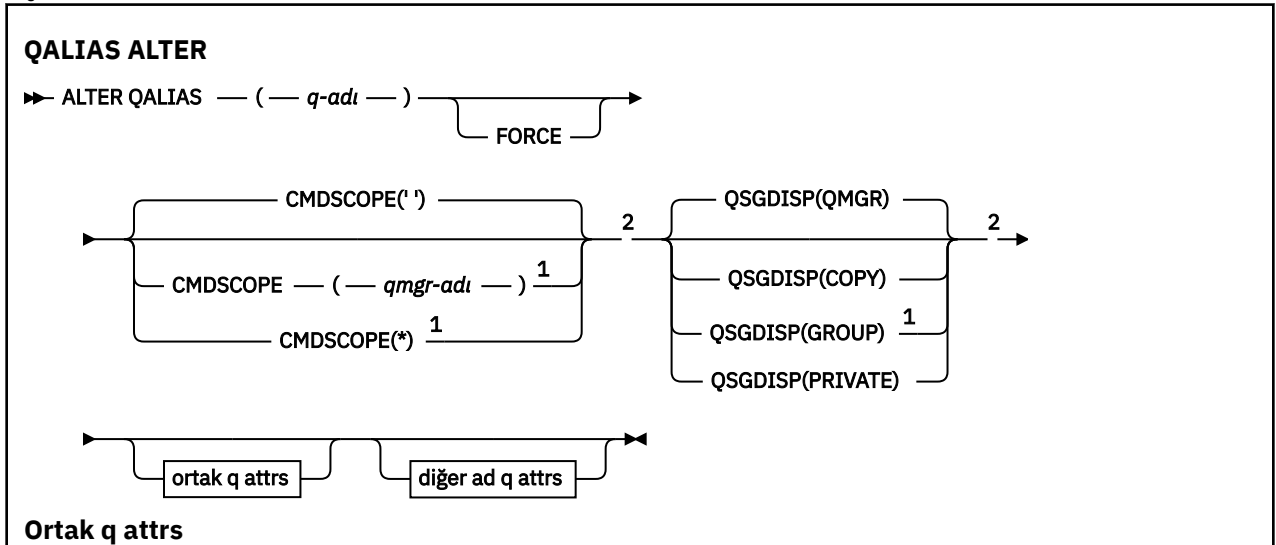 QALIAS ALTER
ALTER QALIAS ( q-adı )
FORCE
CMDSCOPE(' ')
CMDSCOPE ( qmgr-adı ) 1
CMDSCOPE(*) 1
2
QSGDISP(QMGR)
QSGDISP(COPY)
QSGDISP(GROUP) 1
QSGDISP(PRIVATE)
2
ortak q attrs
diğer ad q attrs
Ortak q attrs